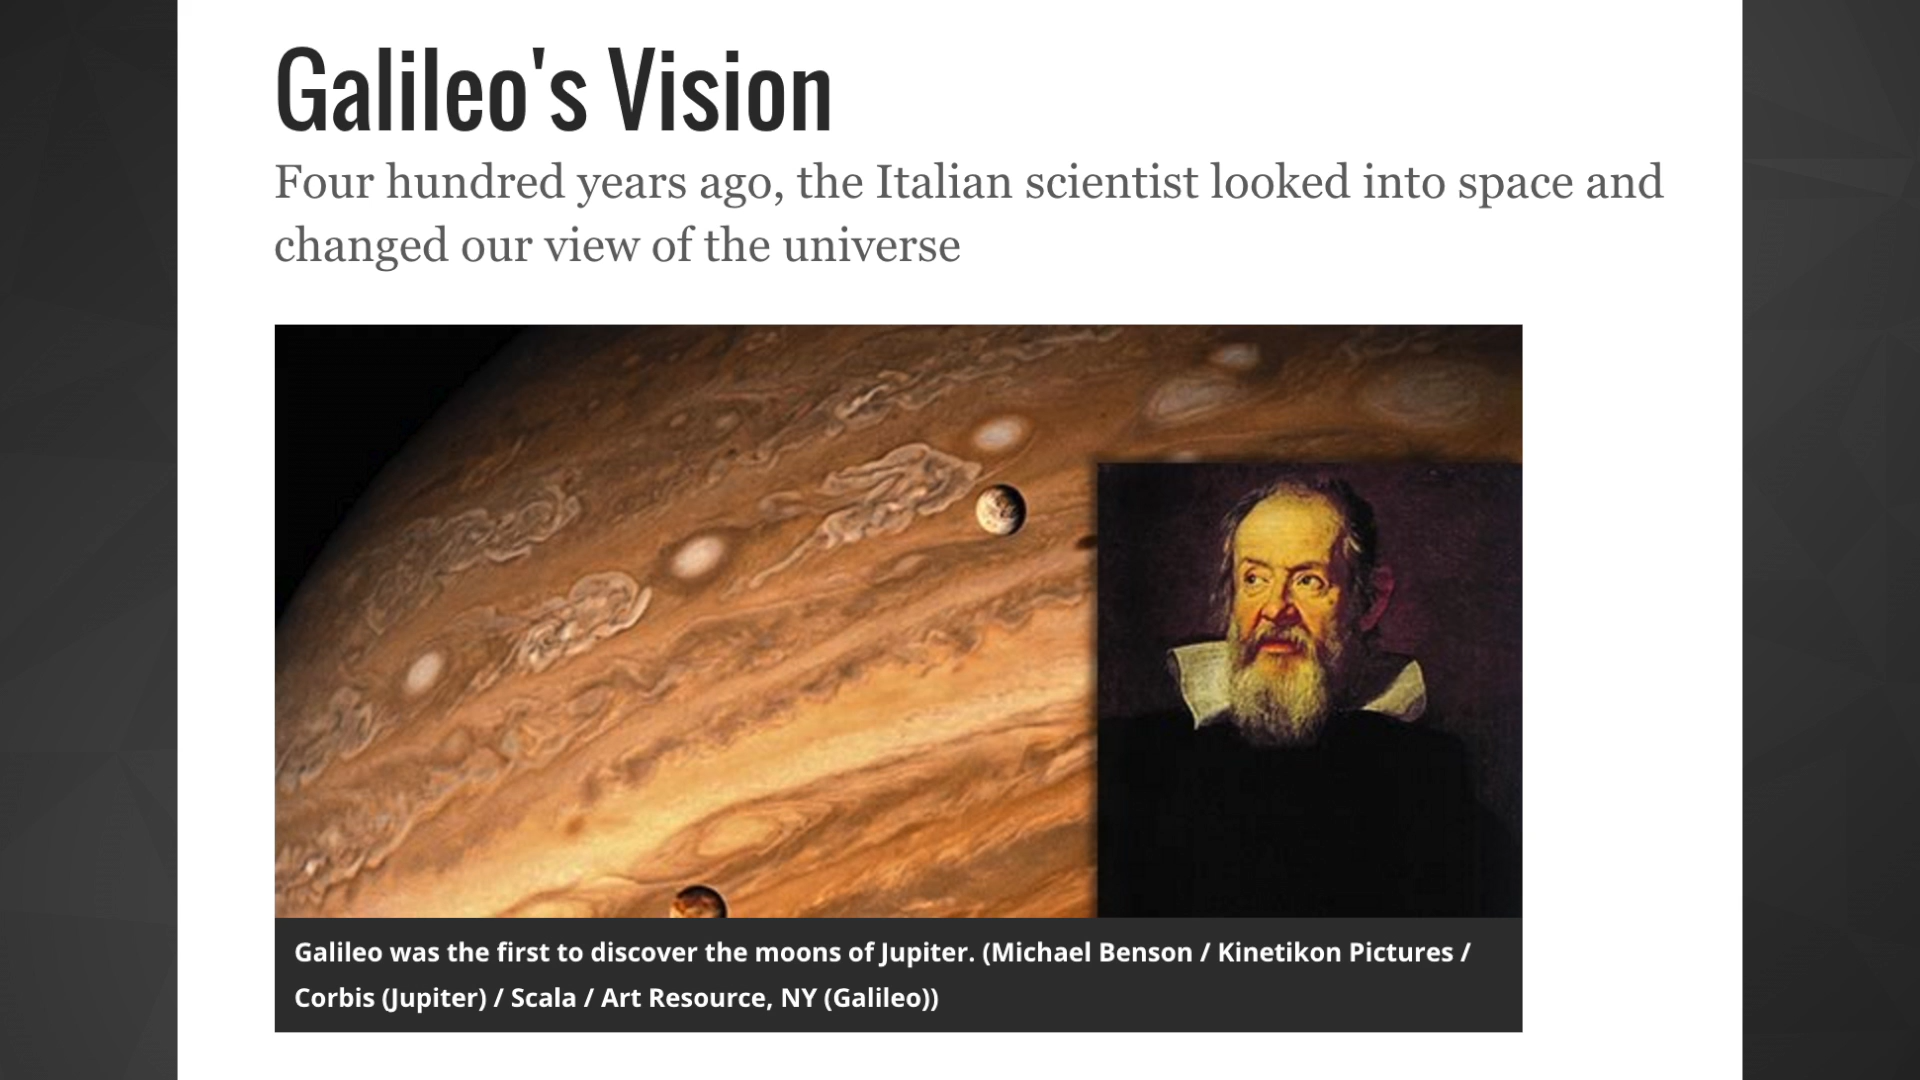 Galileo's Vision
Four hundred years ago, the Italian scientist looked into space and
changed our view of the universe
Galileo was the first to discover the moons of Jupiter. (Michael Benson / Kinetikon Pictures /
Corbis (Jupiter) / Scala / Art Resource, NY (Galileo))